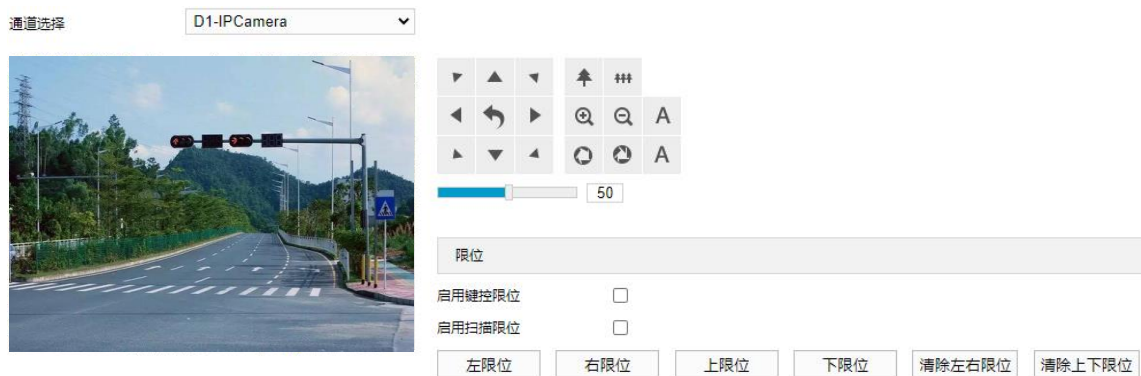 通道选择
D1-IPCamera
A
A
50
限位
启用键控限位
启用扫描限位
左限位 右限位 上限位 下限位 清除左右限位 清除上下限位